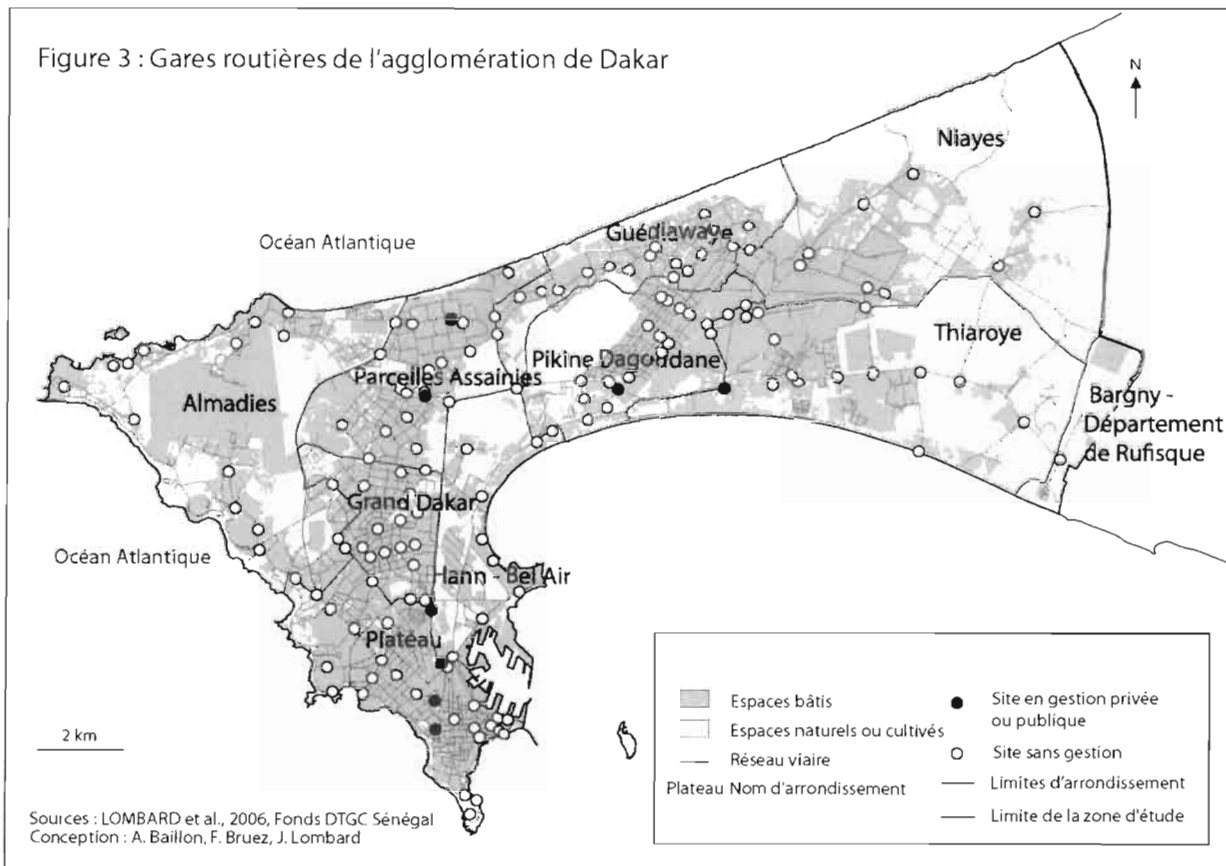 Figure 3 : Gares routières de l'agglomération de Dakar
N
Niayes
Océan Atlantique
Guédiawaye
Thiaroye
Pikine Dagoudane
Parcelles Assainies
Almadies
Bargny -
Département
de Rufisque
Grand Dakar
Océan Atlantique
Hann - Bel Air
Plateau
2 km
Espaces bâtis
Espaces naturels ou cultivés
Réseau viaire
Plateau Nom d'arrondissement
Site en gestion privée
ou publique
Site sans gestion
Limites d'arrondissement
Limite de la zone d'étude
Sources : LOMBARD et al., 2006, Fonds DTGC Sénégal
Conception : A. Baillon, F. Bruez, J. Lombard